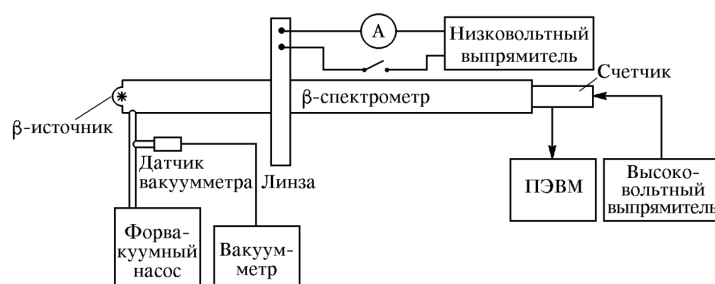 А
Низковольтный
выпрямитель
Счетчик
β-спектрометр
β-источник
Датчик
вакуумметра
Линза
ПЭВМ
Высоко-
вольтный
выпрямитель
Форва-
куумный
насос
Вакуум-
метр